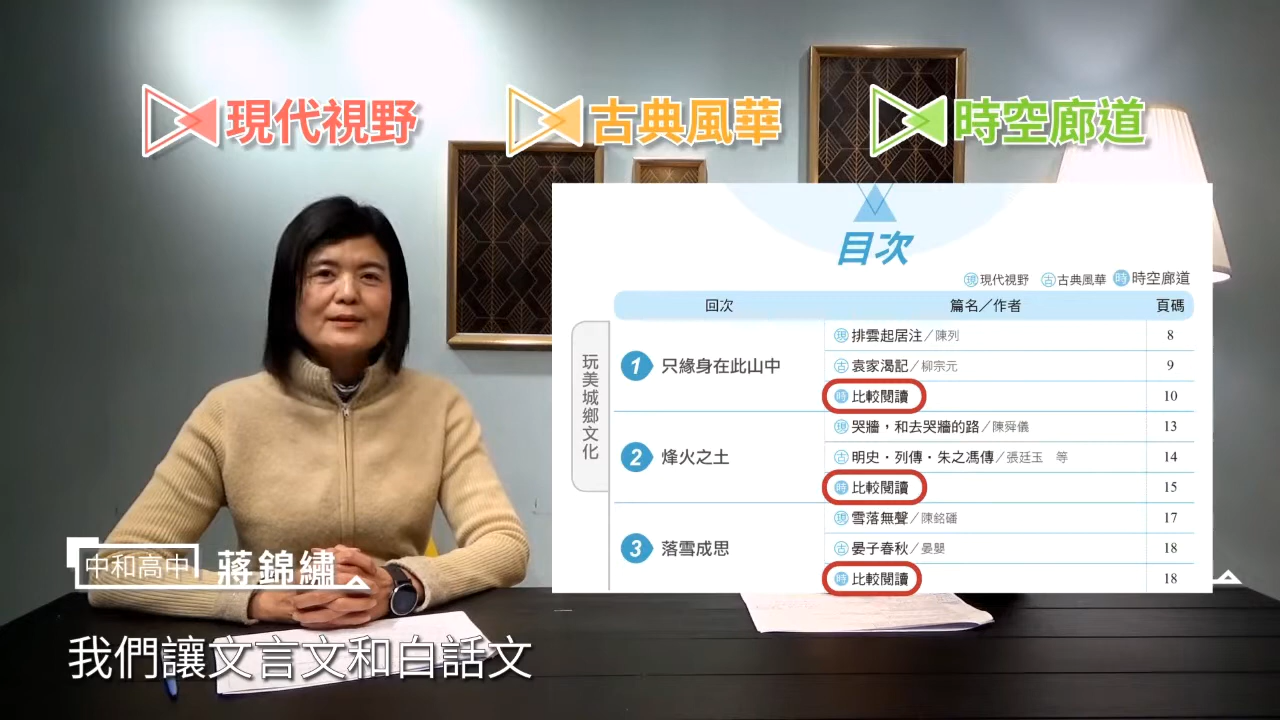 現代視野
古典風華
時空廊道
目次
現 現代視野 古 古典風華 時 時空廊道
回次 篇名／作者 頁碼
玩美城鄉文化
1 只緣身在此山中
現 排雲起居注／陳列 8
古 袁家渴記／柳宗元 9
時 比較閱讀 10
2 烽火之土
現 哭牆，和去哭牆的路／陳舜儀 13
古 明史・列傳・朱之馮傳／張廷玉 等 14
時 比較閱讀 15
3 落雪成思
現 雪落無聲／陳銘磻 17
古 晏子春秋／晏嬰 18
時 比較閱讀 18
中和高中 蔣錦繡
我們讓文言文和白話文